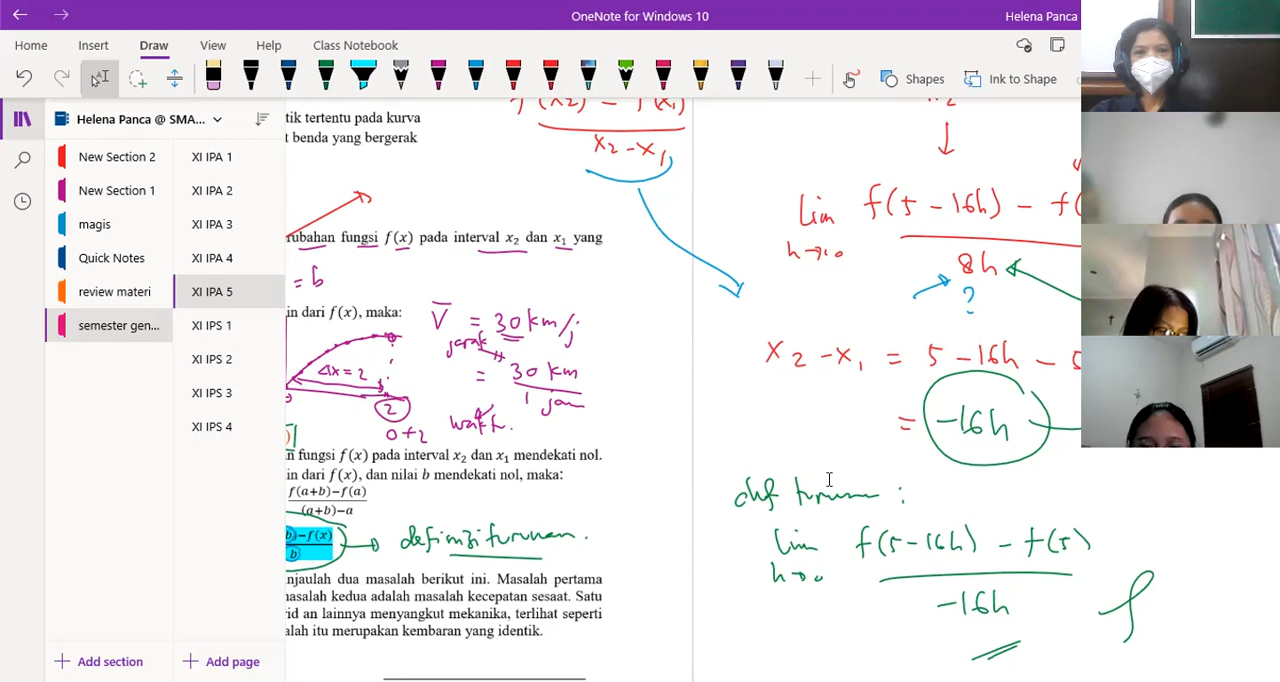 OneNote for Windows 10
Helena Panca
Home Insert Draw View Help Class Notebook
Shapes
Ink to Shape
Helena Panca @ SMA...
New Section 2
New Section 1
magis
Quick Notes
review materi
semester gen...
XI IPA 1
XI IPA 2
XI IPA 3
XI IPA 4
XI IPA 5
XI IPS 1
XI IPS 2
XI IPS 3
XI IPS 4
Add section
Add page
tik tertentu pada kurva
t benda yang bergerak
x2 - x1
rubahan fungsi f(x) pada interval x2 dan x1 yang
= b
in dari f(x), maka:
V = 30 km/j
jarak
= 30 km
1 jam
Δx = 2
2
0+2
waktu.
n fungsi f(x) pada interval x2 dan x1 mendekati nol.
in dari f(x), dan nilai b mendekati nol, maka:
f(a+b)−f(a)
(a+b)−a
b)−f(x)
b
definisi turunan.
njaulah dua masalah berikut ini. Masalah pertama
masalah kedua adalah masalah kecepatan sesaat. Satu
rid an lainnya menyangkut mekanika, terlihat seperti
alah itu merupakan kembaran yang identik.
lim f(5 - 16h) - f(
h→0
8h
?
x2 - x1 = 5 - 16h - 5
= -16h
def turunan :
lim f(5-16h) - f(5)
h→0
-16h